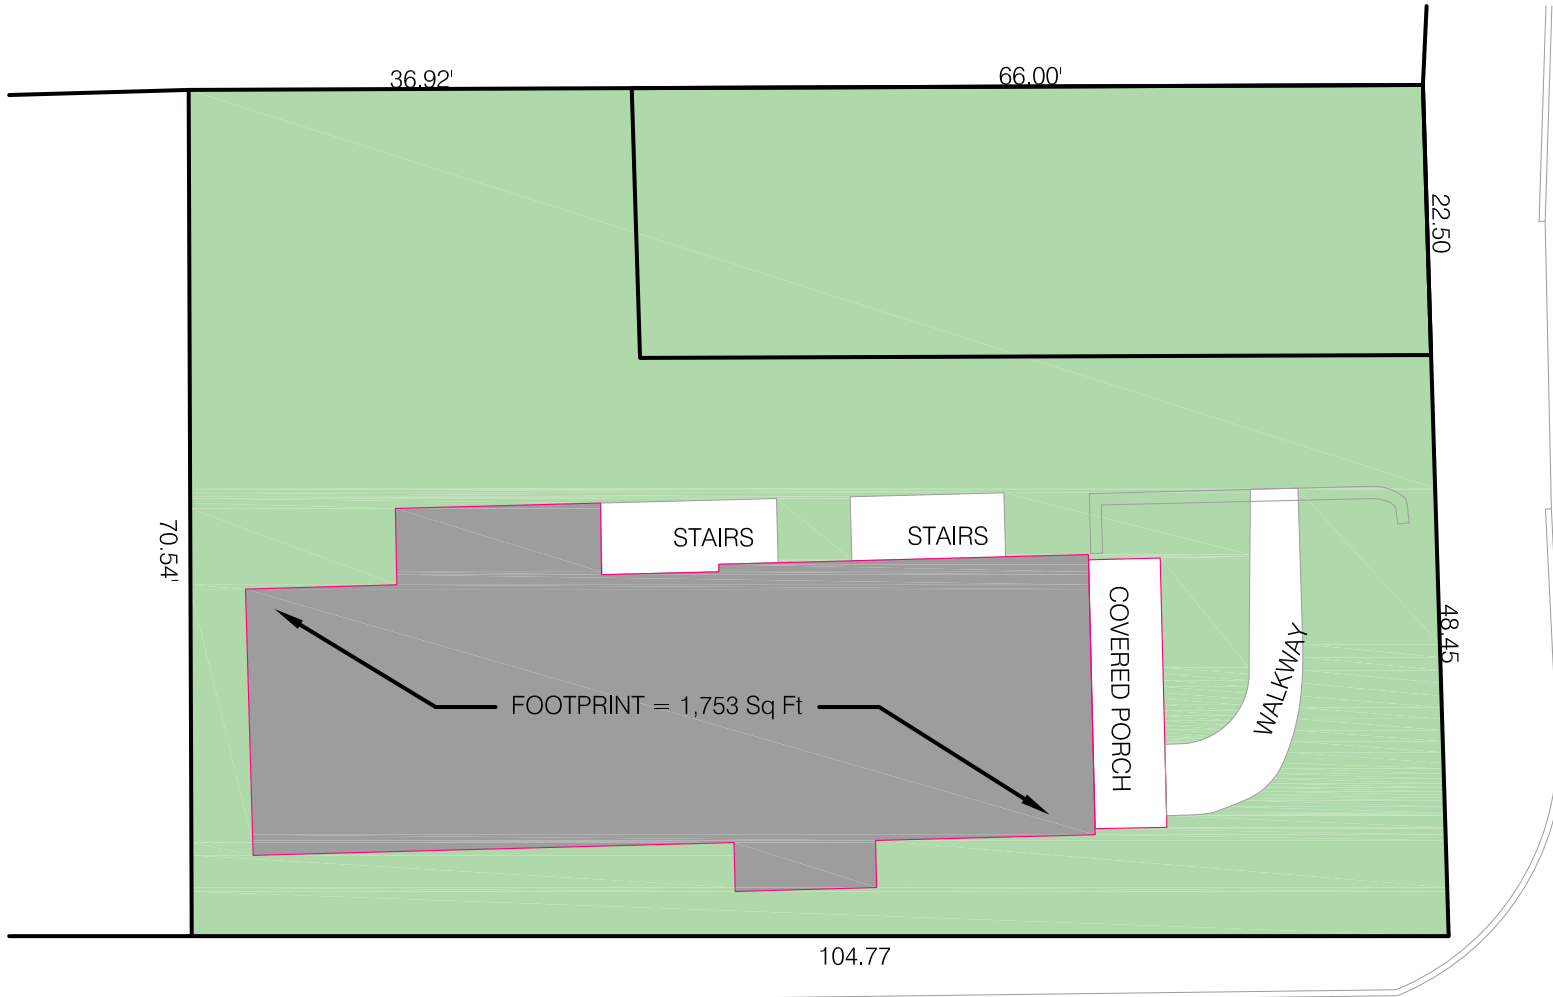 36.92'
66.00'
22.50
STAIRS
STAIRS
70.54'
COVERED PORCH
WALKWAY
48.45
FOOTPRINT = 1,753 Sq Ft
104.77